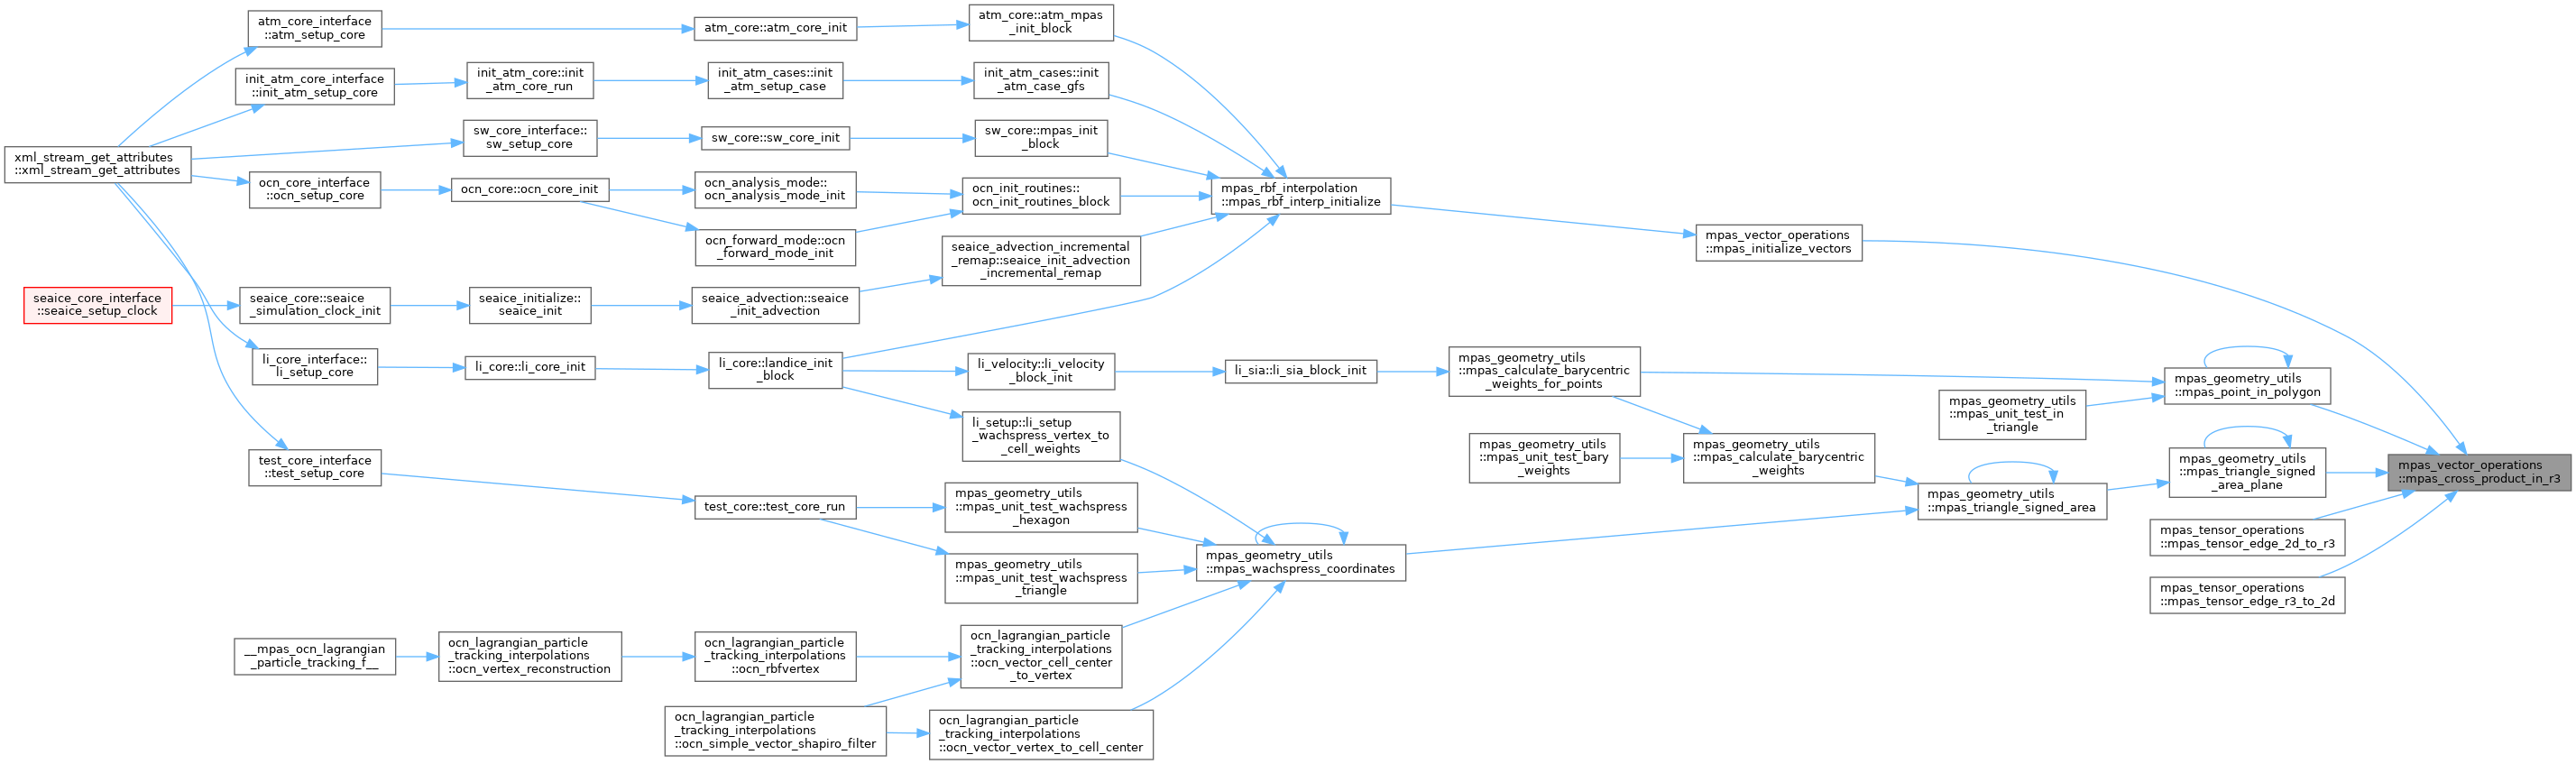 atm_core_interface
::atm_setup_core
atm_core::atm_core_init
atm_core::atm_mpas
_init_block
init_atm_core_interface
::init_atm_setup_core
init_atm_core::init
_atm_core_run
init_atm_cases::init
_atm_setup_case
init_atm_cases::init
_atm_case_gfs
sw_core_interface::
sw_setup_core
sw_core::sw_core_init
sw_core::mpas_init
_block
xml_stream_get_attributes
::xml_stream_get_attributes
ocn_core_interface
::ocn_setup_core
ocn_core::ocn_core_init
ocn_analysis_mode::
ocn_analysis_mode_init
ocn_init_routines::
ocn_init_routines_block
mpas_rbf_interpolation
::mpas_rbf_interp_initialize
ocn_forward_mode::ocn
_forward_mode_init
seaice_advection_incremental
_remap::seaice_init_advection
_incremental_remap
mpas_vector_operations
::mpas_initialize_vectors
seaice_core_interface
::seaice_setup_clock
seaice_core::seaice
_simulation_clock_init
seaice_initialize::
seaice_init
seaice_advection::seaice
_init_advection
li_core_interface::
li_setup_core
li_core::li_core_init
li_core::landice_init
_block
li_velocity::li_velocity
_block_init
li_sia::li_sia_block_init
mpas_geometry_utils
::mpas_calculate_barycentric
_weights_for_points
mpas_geometry_utils
::mpas_point_in_polygon
mpas_geometry_utils
::mpas_unit_test_in
_triangle
li_setup::li_setup
_wachspress_vertex_to
_cell_weights
mpas_geometry_utils
::mpas_unit_test_bary
_weights
mpas_geometry_utils
::mpas_calculate_barycentric
_weights
mpas_geometry_utils
::mpas_triangle_signed
_area_plane
mpas_vector_operations
::mpas_cross_product_in_r3
test_core_interface
::test_setup_core
test_core::test_core_run
mpas_geometry_utils
::mpas_unit_test_wachspress
_hexagon
mpas_geometry_utils
::mpas_triangle_signed_area
mpas_tensor_operations
::mpas_tensor_edge_2d_to_r3
mpas_geometry_utils
::mpas_unit_test_wachspress
_triangle
mpas_geometry_utils
::mpas_wachspress_coordinates
mpas_tensor_operations
::mpas_tensor_edge_r3_to_2d
__mpas_ocn_lagrangian
_particle_tracking_f__
ocn_lagrangian_particle
_tracking_interpolations
::ocn_vertex_reconstruction
ocn_lagrangian_particle
_tracking_interpolations
::ocn_rbfvertex
ocn_lagrangian_particle
_tracking_interpolations
::ocn_vector_cell_center
_to_vertex
ocn_lagrangian_particle
_tracking_interpolations
::ocn_simple_vector_shapiro_filter
ocn_lagrangian_particle
_tracking_interpolations
::ocn_vector_vertex_to_cell_center